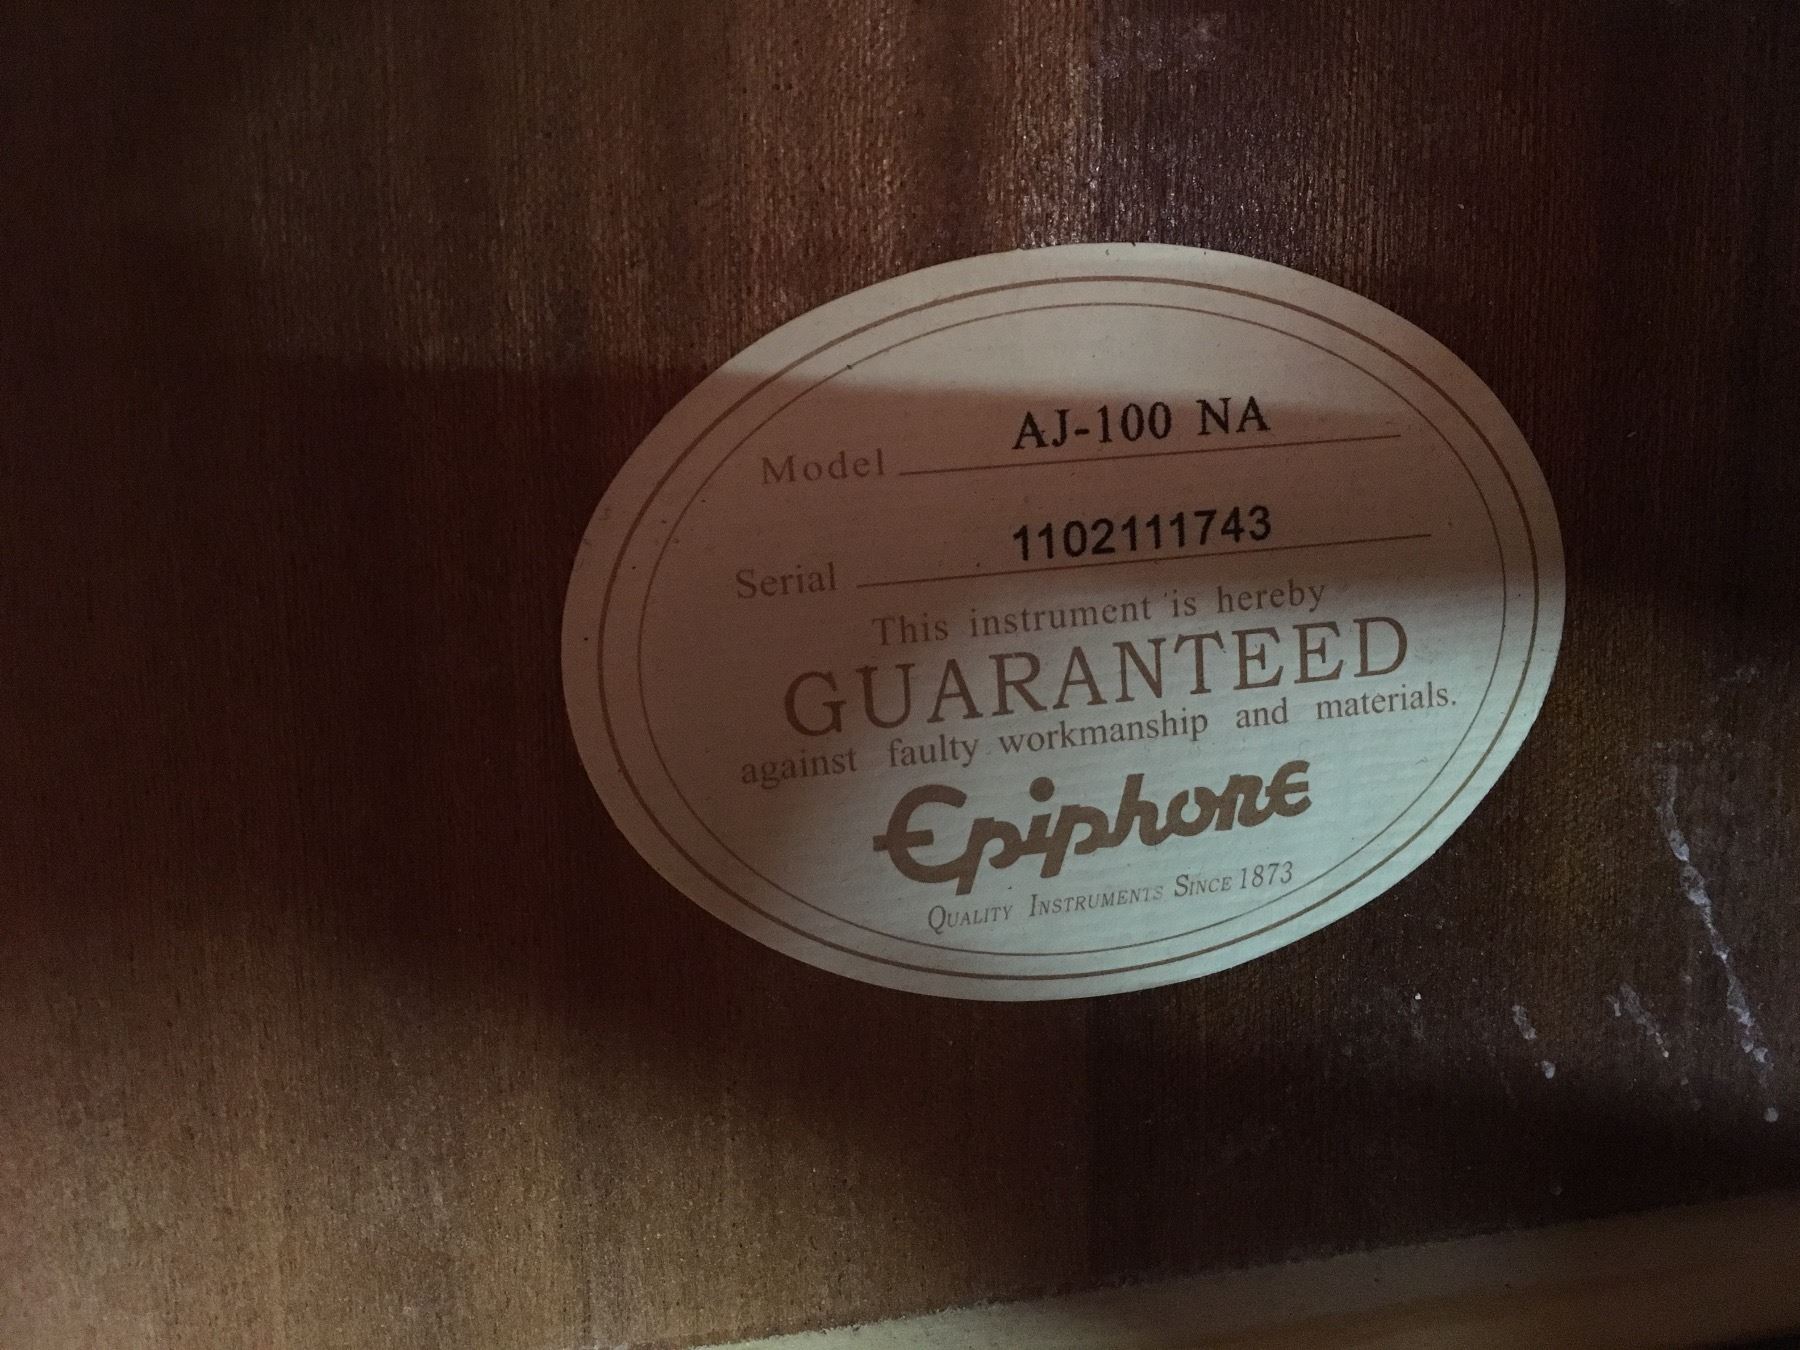 Model AJ-100 NA
Serial 1102111743
This instrument is hereby
GUARANTEED
against faulty workmanship and materials.
Epiphone
QUALITY INSTRUMENTS SINCE 1873